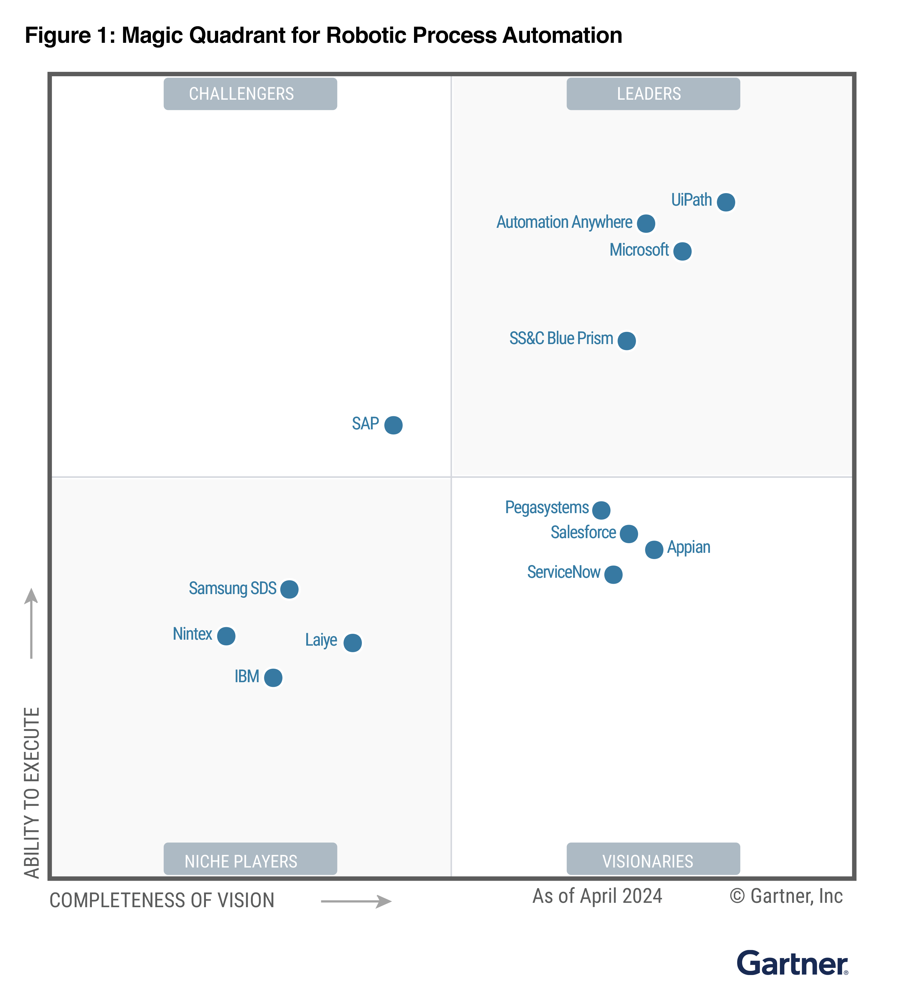 Figure 1: Magic Quadrant for Robotic Process Automation
CHALLENGERS
LEADERS
UiPath
Automation Anywhere
Microsoft
SS&C Blue Prism
SAP
Pegasystems
Salesforce
Appian
ServiceNow
Samsung SDS
Nintex
Laiye
IBM
NICHE PLAYERS
VISIONARIES
ABILITY TO EXECUTE
COMPLETENESS OF VISION
As of April 2024
© Gartner, Inc
Gartner®